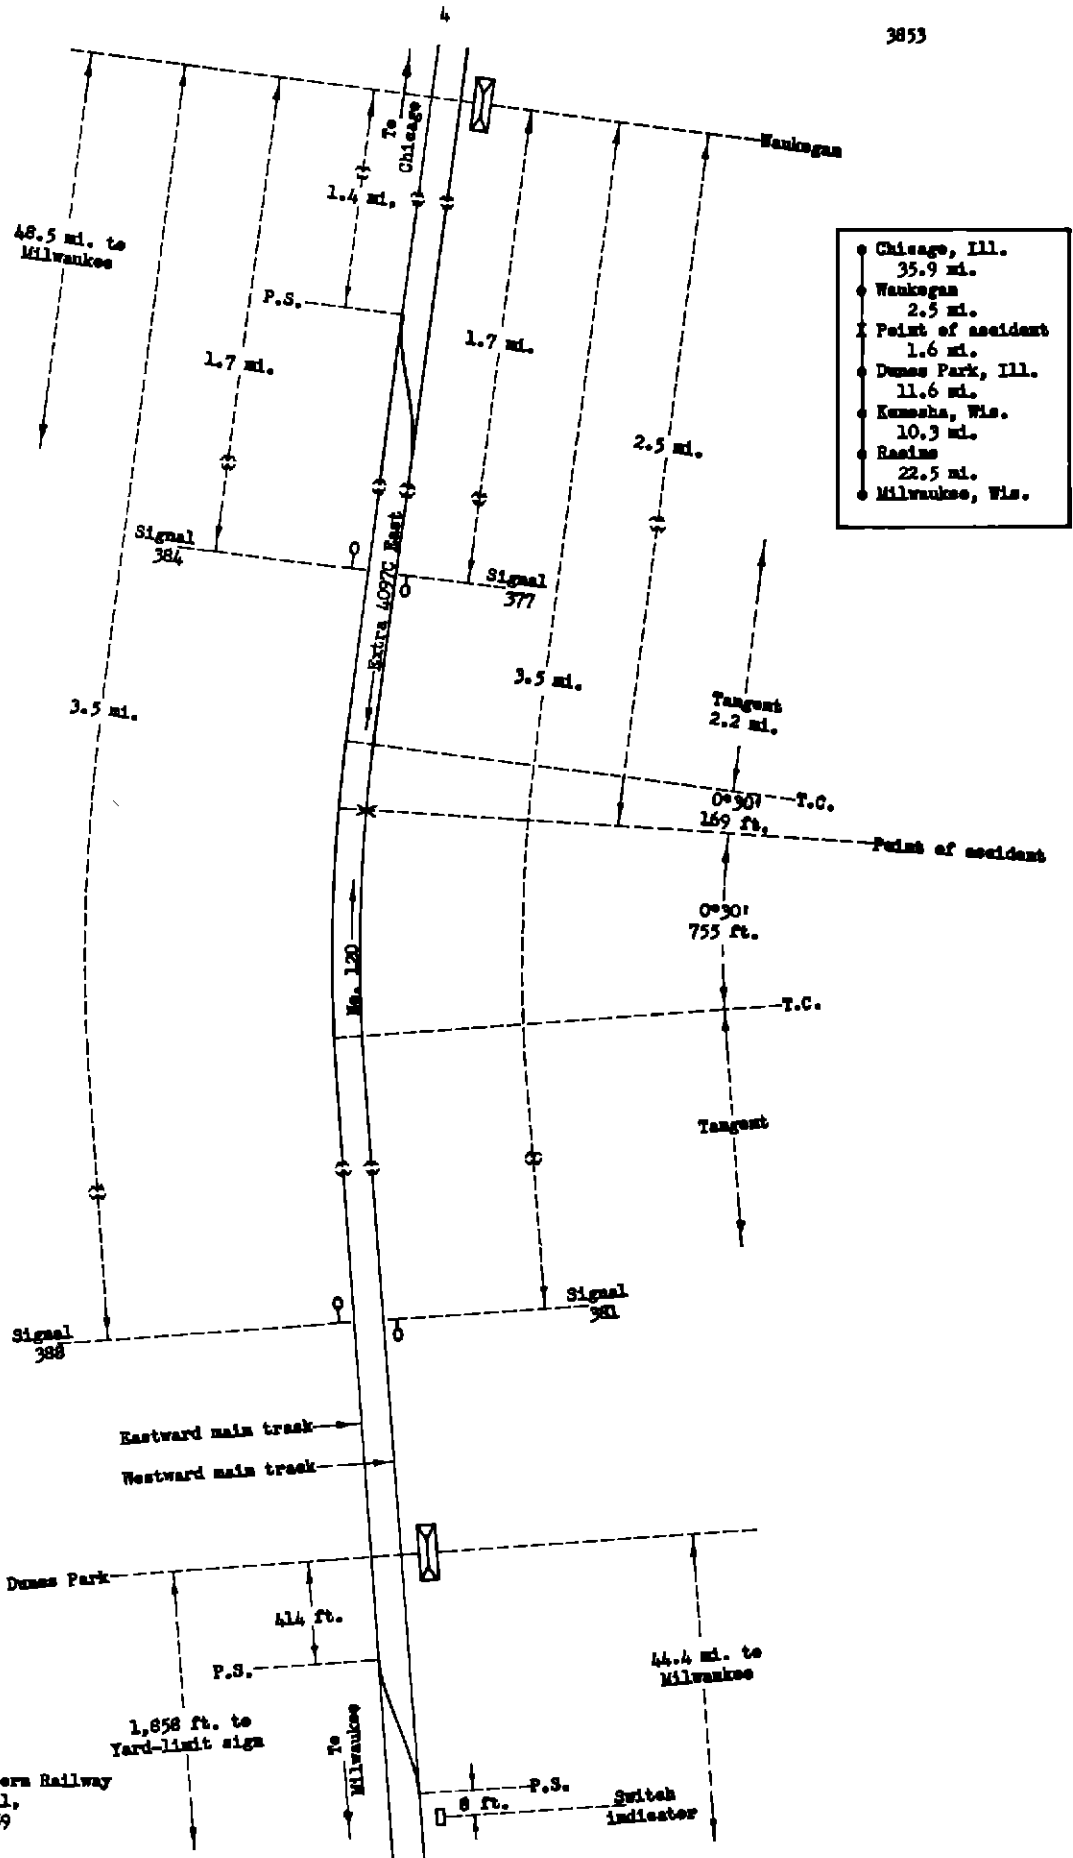 4
3853
To
Chicago
Waukegan
1.4 mi.
48.5 mi. to
Milwaukee
Chicago, Ill.
35.9 mi.
Waukegan
2.5 mi.
X Point of accident
1.6 mi.
Dunes Park, Ill.
11.6 mi.
Kenosha, Wis.
10.3 mi.
Racine
22.5 mi.
Milwaukee, Wis.
P.S.
1.7 mi.
1.7 mi.
2.5 mi.
Signal
384
Extra 4097C East
Signal
377
3.5 mi.
3.5 mi.
Tangent
2.2 mi.
T.C.
0°30'
169 ft.
Point of accident
0°30'
755 ft.
No. 120
T.C.
Tangent
Signal
381
Signal
388
Eastward main track
Westward main track
Dunes Park
414 ft.
P.S.
44.4 mi. to
Milwaukee
1,858 ft. to
Yard-limit sign
To
Milwaukee
P.S.
8 ft.
Switch
indicator
ern Railway
l,
9